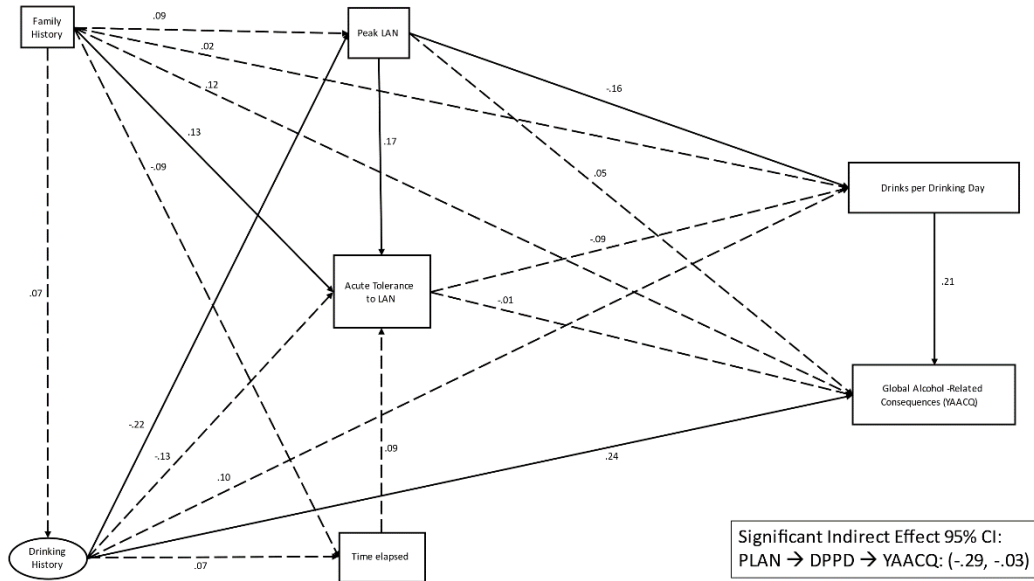 Family
History
.09
Peak LAN
.02
.12
-.16
.13
.17
-.09
.05
Drinks per Drinking Day
-.09
Acute Tolerance
to LAN
.07
-.01
.21
Global Alcohol -Related
Consequences (YAACQ)
-.22
-.13
.10
.09
.24
Drinking
History
.07
Time elapsed
Significant Indirect Effect 95% CI:
PLAN → DPPD → YAACQ: (-.29, -.03)